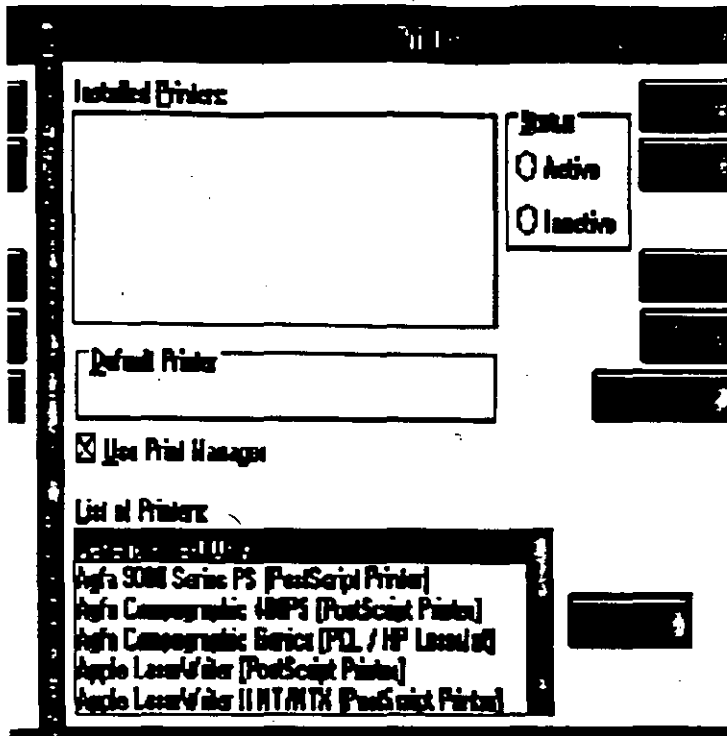 Installed Printers:
Status
Active
Inactive
Default Printer
Use Print Manager
List of Printers:
Agfa 9000 Series PS [PostScript Printer]
Agfa Compugraphic 400PS [PostScript Printer]
Agfa Compugraphic Genics [PCL / HP LaserJet]
Apple LaserWriter [PostScript Printer]
Apple LaserWriter II NT/NTX [PostScript Printer]